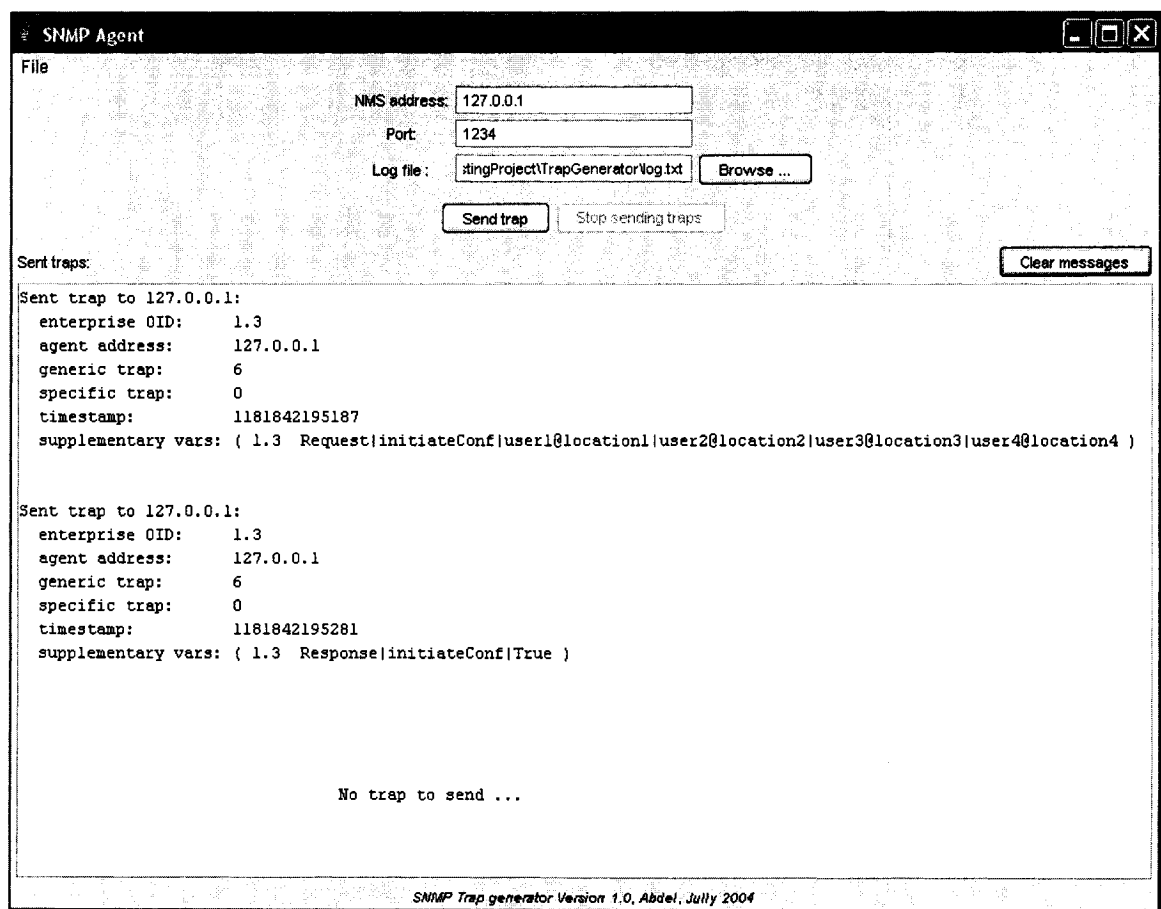 SNMP Agent
File
NMS address: 127.0.0.1
Port: 1234
Log file : stingProject\TrapGenerator\log.txt Browse ...
Send trap Stop sending traps
Sent traps: Clear messages
Sent trap to 127.0.0.1:
enterprise OID: 1.3
agent address: 127.0.0.1
generic trap: 6
specific trap: 0
timestamp: 1181842195187
supplementary vars: ( 1.3 Request|initiateConf|user1@location1|user2@location2|user3@location3|user4@location4 )
Sent trap to 127.0.0.1:
enterprise OID: 1.3
agent address: 127.0.0.1
generic trap: 6
specific trap: 0
timestamp: 1181842195281
supplementary vars: ( 1.3 Response|initiateConf|True )
No trap to send ...
SNMP Trap generator Version 1.0, Abdel, Jully 2004